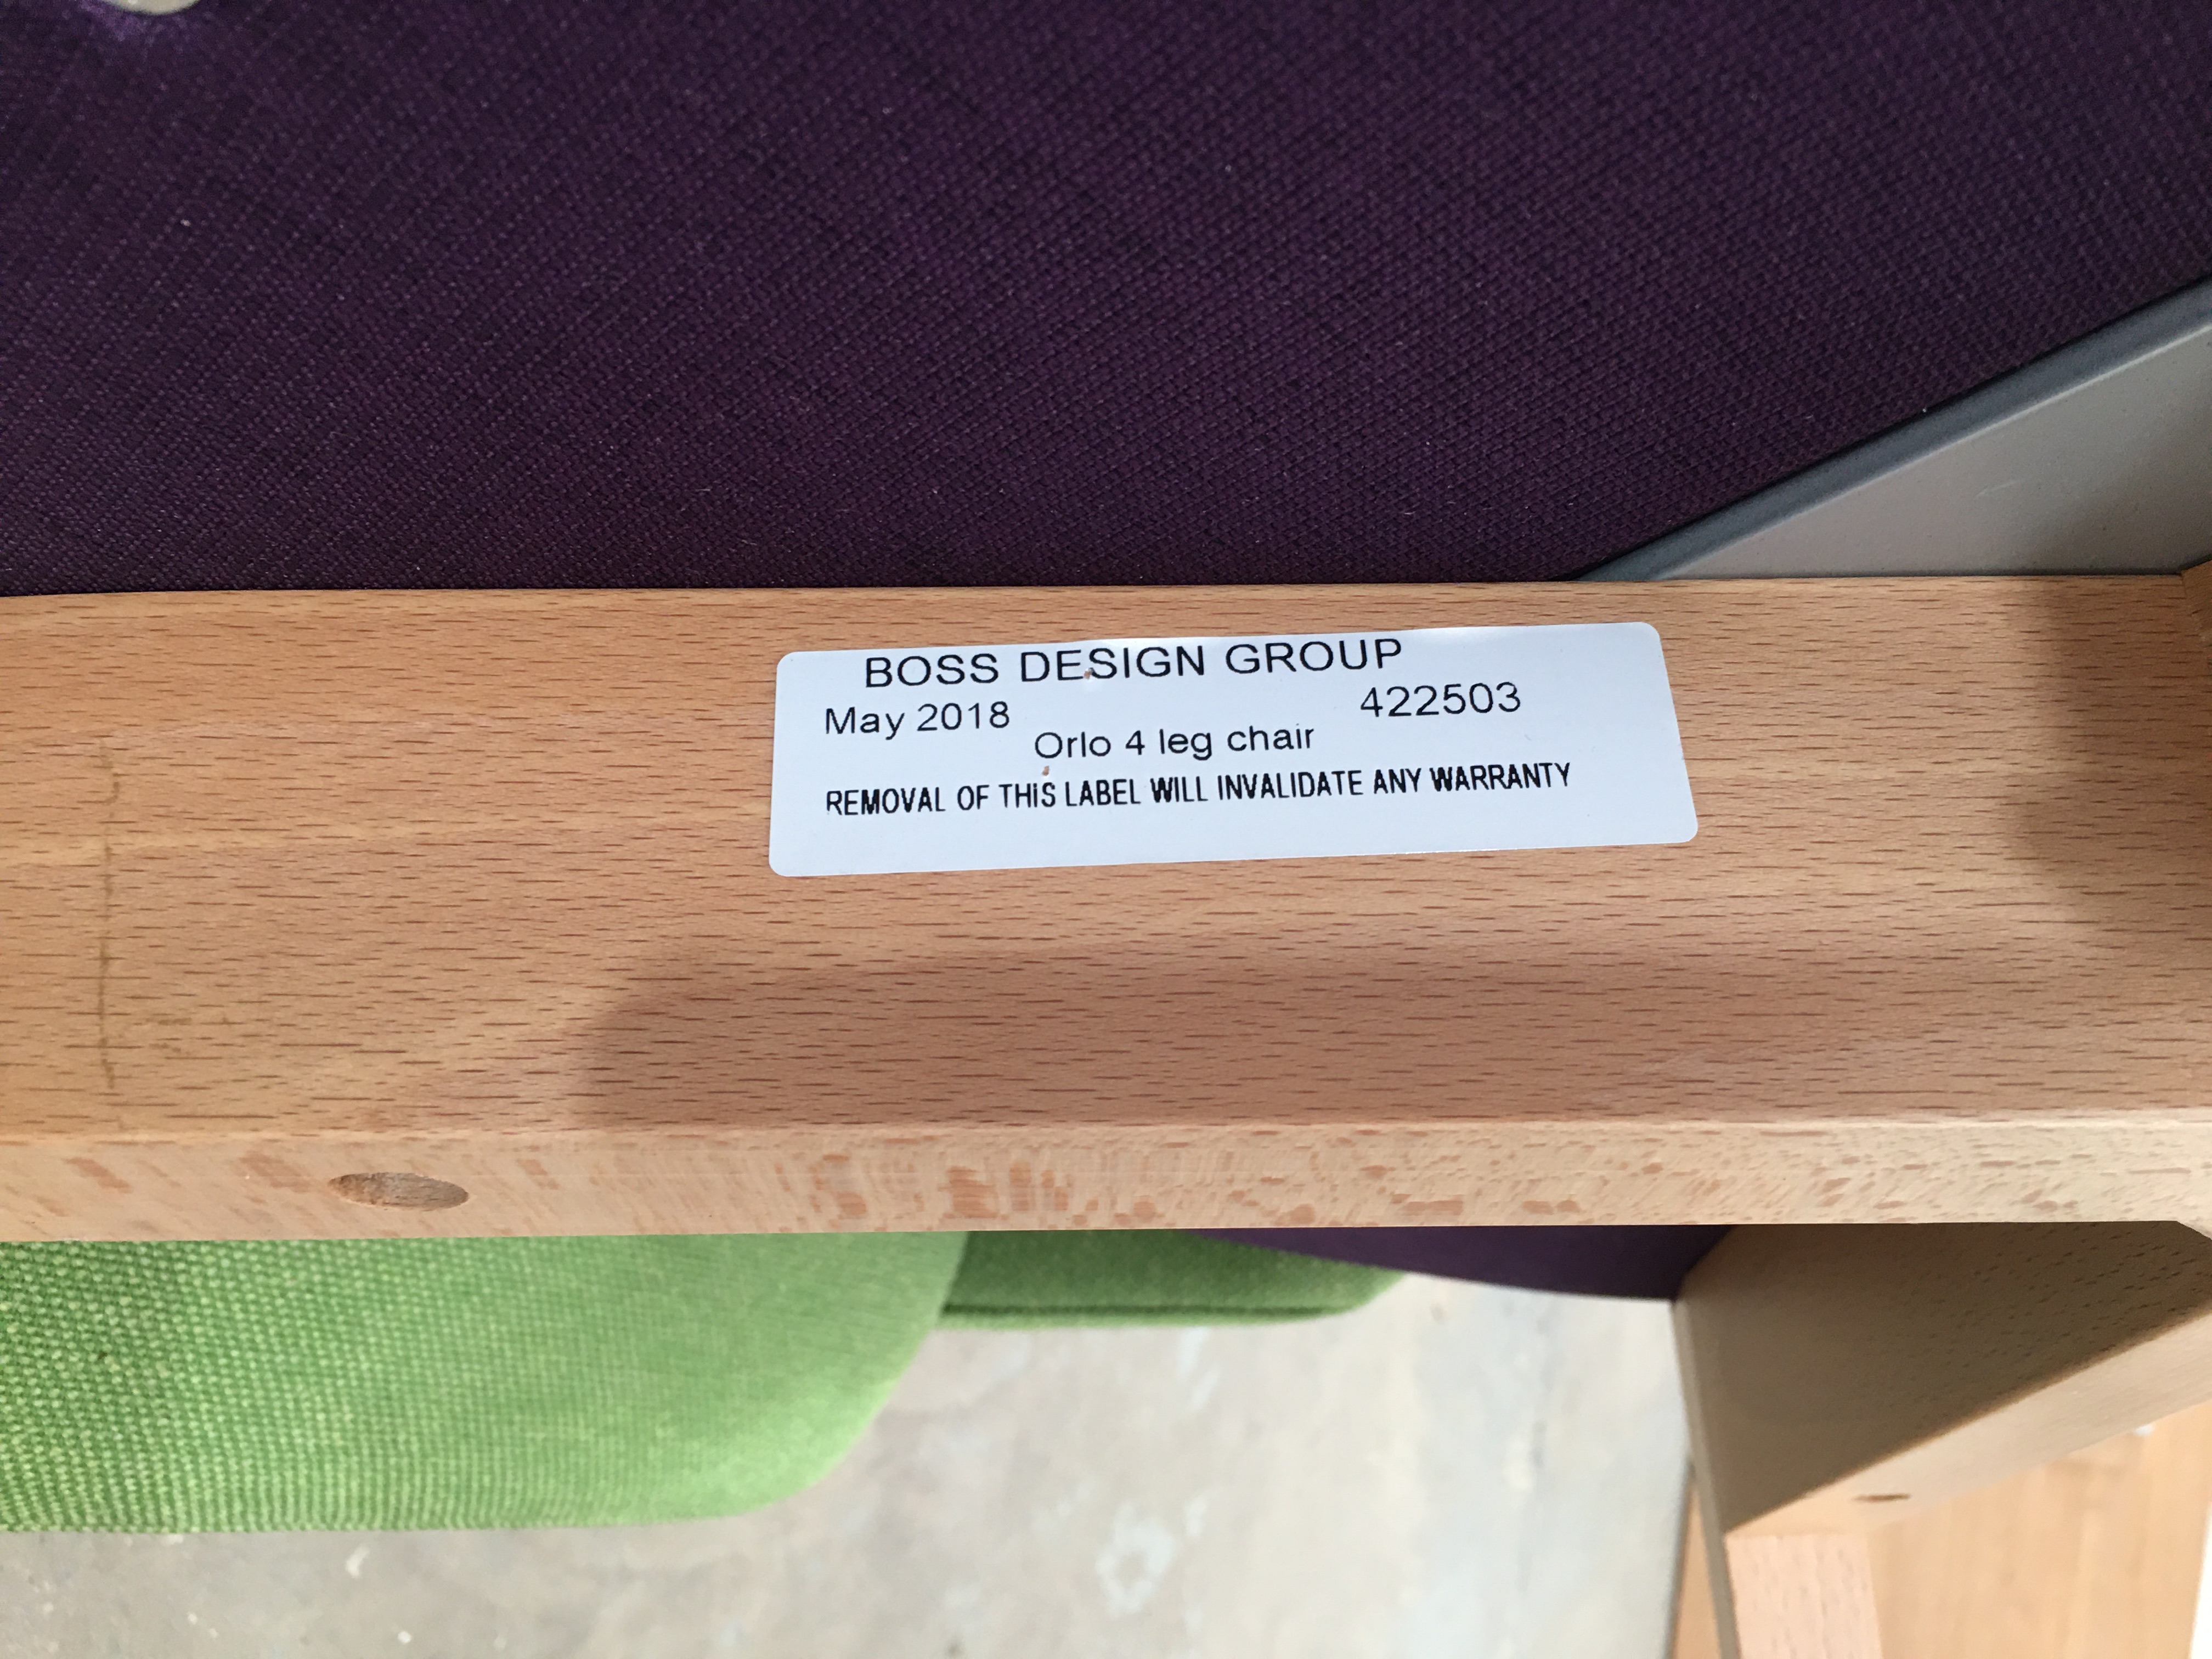 BOSS DESIGN GROUP
May 2018 422503
Orlo 4 leg chair
REMOVAL OF THiS LABEL WILL INVALIDATE ANY WARRANTY